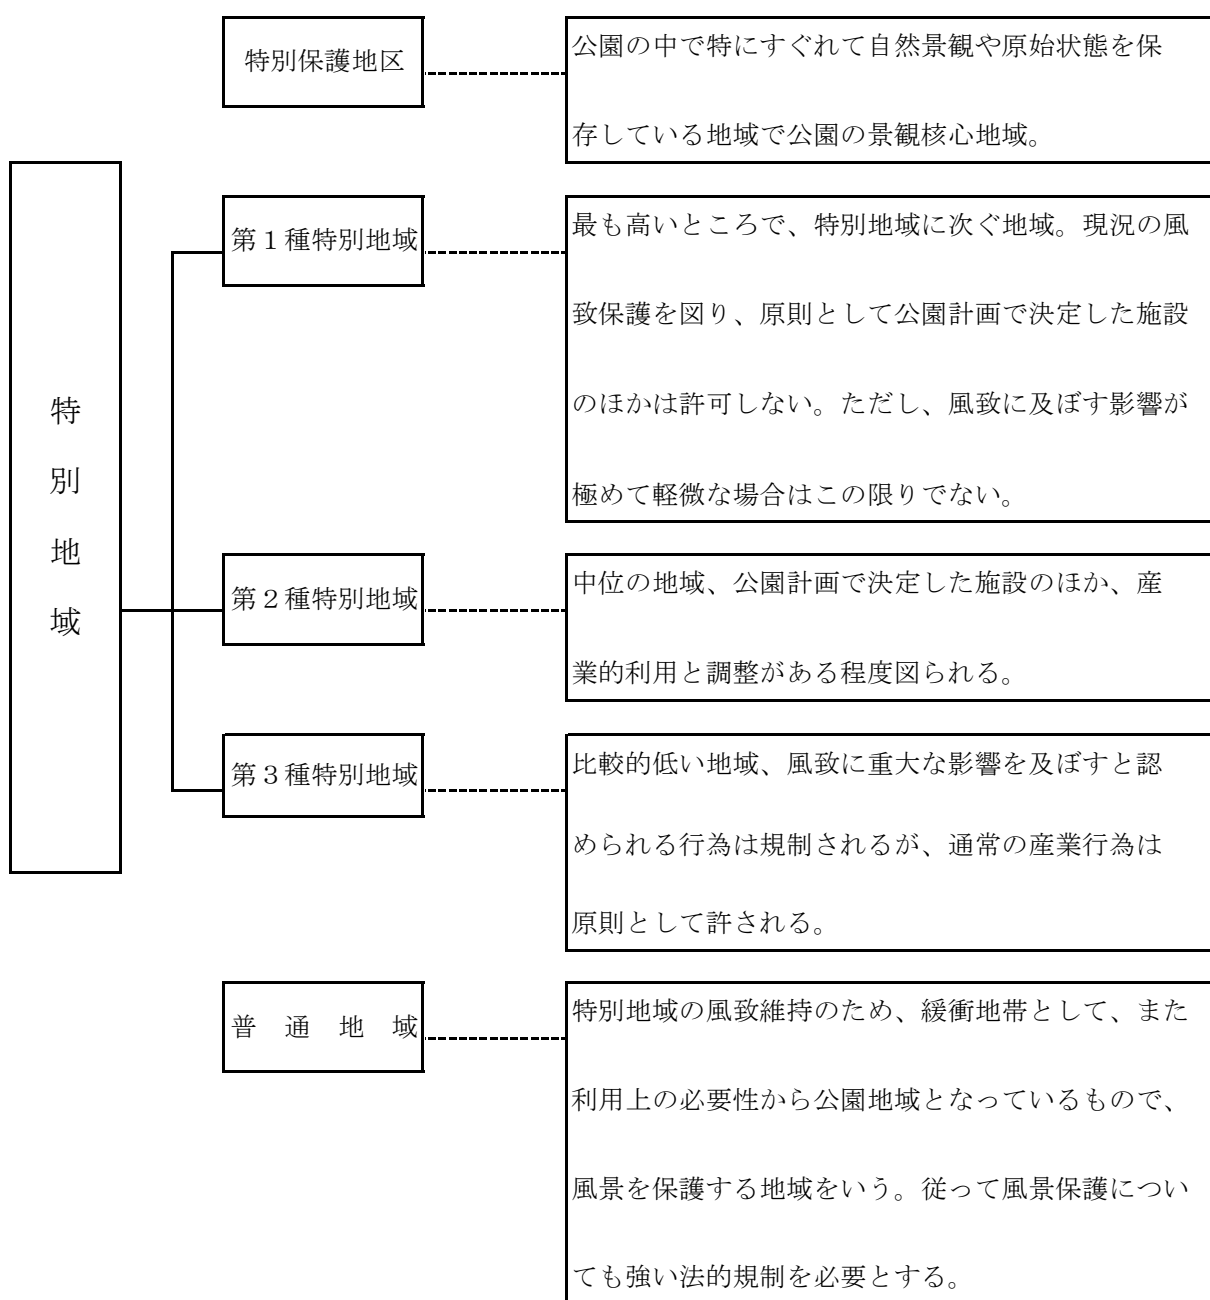 特別保護地区
公園の中で特にすぐれて自然景観や原始状態を保
存している地域で公園の景観核心地域。
特別地域
第１種特別地域
最も高いところで、特別地域に次ぐ地域。現況の風
致保護を図り、原則として公園計画で決定した施設
のほかは許可しない。ただし、風致に及ぼす影響が
極めて軽微な場合はこの限りでない。
第２種特別地域
中位の地域、公園計画で決定した施設のほか、産
業的利用と調整がある程度図られる。
第３種特別地域
比較的低い地域、風致に重大な影響を及ぼすと認
められる行為は規制されるが、通常の産業行為は
原則として許される。
普　通　地　域
特別地域の風致維持のため、緩衝地帯として、また
利用上の必要性から公園地域となっているもので、
風景を保護する地域をいう。従って風景保護につい
ても強い法的規制を必要とする。